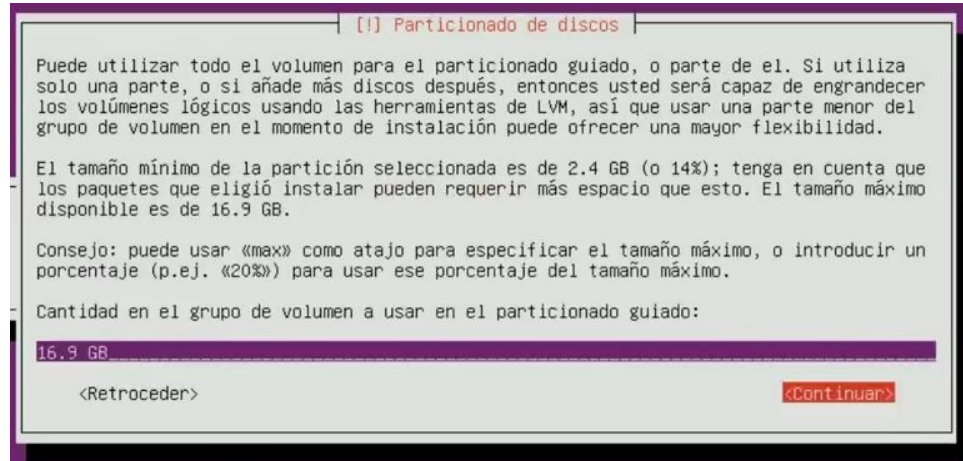 [!] Particionado de discos
Puede utilizar todo el volumen para el particionado guiado, o parte de el. Si utiliza
solo una parte, o si añade más discos después, entonces usted será capaz de engrandecer
los volúmenes lógicos usando las herramientas de LVM, así que usar una parte menor del
grupo de volumen en el momento de instalación puede ofrecer una mayor flexibilidad.
El tamaño mínimo de la partición seleccionada es de 2.4 GB (o 14%); tenga en cuenta que
los paquetes que eligió instalar pueden requerir más espacio que esto. El tamaño máximo
disponible es de 16.9 GB.
Consejo: puede usar «max» como atajo para especificar el tamaño máximo, o introducir un
porcentaje (p.ej. «20%») para usar ese porcentaje del tamaño máximo.
Cantidad en el grupo de volumen a usar en el particionado guiado:
16.9 GB
<Retroceder> <Continuar>